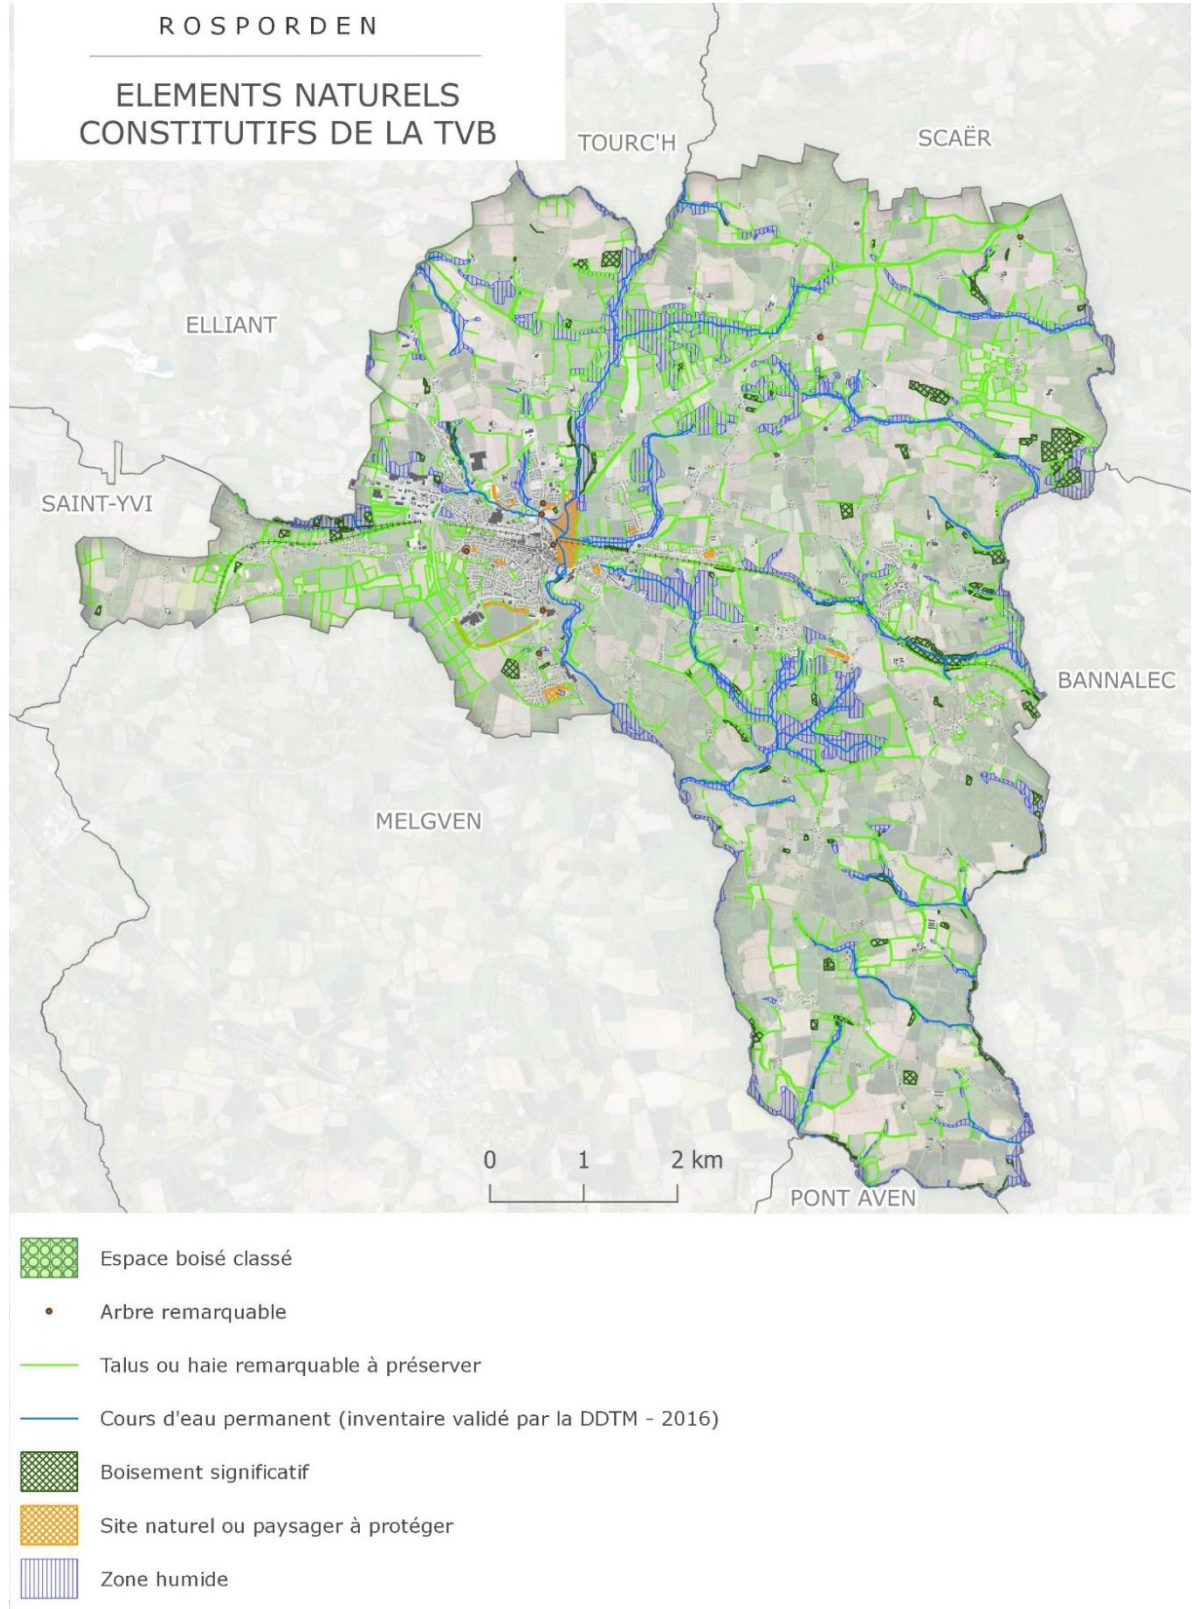 ROSPORDEN
ELEMENTS NATURELS
CONSTITUTIFS DE LA TVB
TOURC'H
SCAËR
ELLIANT
SAINT-YVI
BANNALEC
MELGVEN
0 1 2 km
PONT AVEN
Espace boisé classé
Arbre remarquable
Talus ou haie remarquable à préserver
Cours d'eau permanent (inventaire validé par la DDTM - 2016)
Boisement significatif
Site naturel ou paysager à protéger
Zone humide